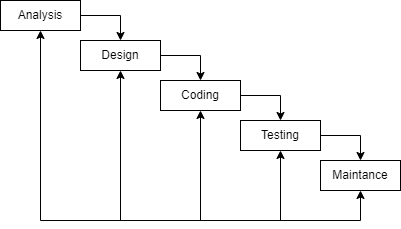 Analysis
Design
Coding
Testing
Maintance